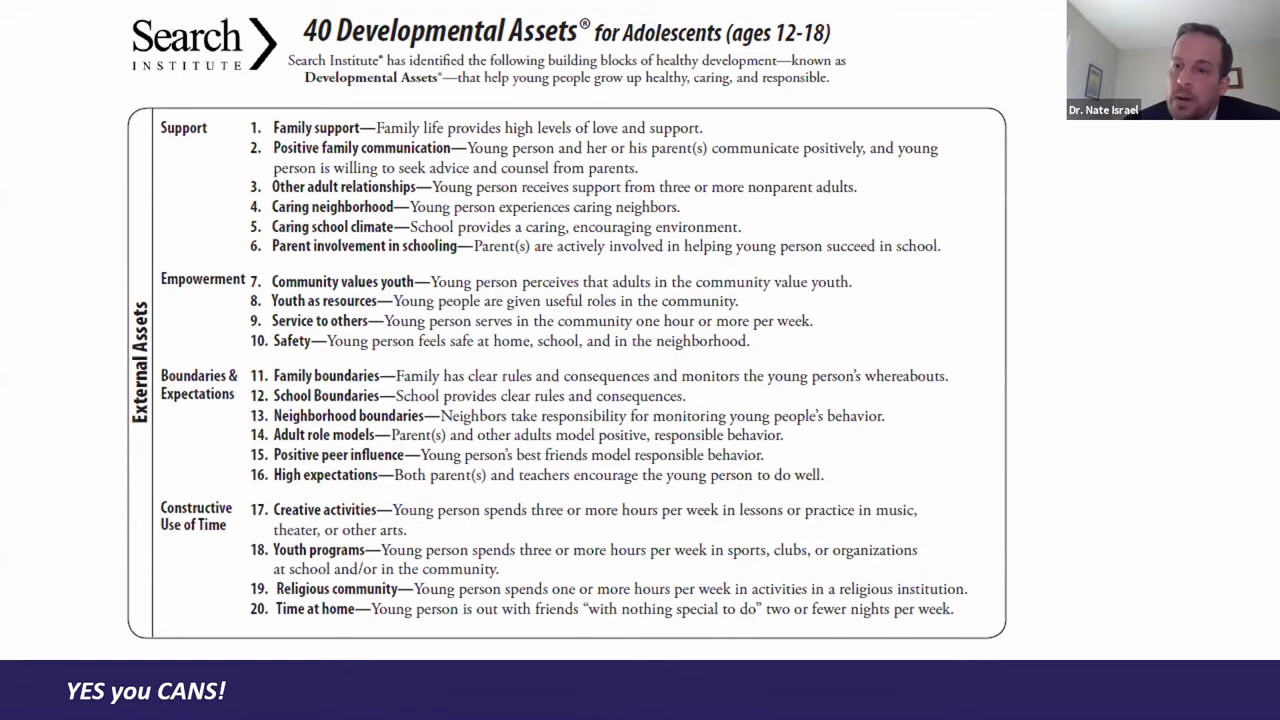 Search
INSTITUTE
40 Developmental Assets® for Adolescents (ages 12-18)
Search Institute® has identified the following building blocks of healthy development—known as
Developmental Assets®—that help young people grow up healthy, caring, and responsible.
Dr. Nate Israel
External Assets
Support
1. Family support—Family life provides high levels of love and support.
2. Positive family communication—Young person and her or his parent(s) communicate positively, and young
person is willing to seek advice and counsel from parents.
3. Other adult relationships—Young person receives support from three or more nonparent adults.
4. Caring neighborhood—Young person experiences caring neighbors.
5. Caring school climate—School provides a caring, encouraging environment.
6. Parent involvement in schooling—Parent(s) are actively involved in helping young person succeed in school.
Empowerment
7. Community values youth—Young person perceives that adults in the community value youth.
8. Youth as resources—Young people are given useful roles in the community.
9. Service to others—Young person serves in the community one hour or more per week.
10. Safety—Young person feels safe at home, school, and in the neighborhood.
Boundaries &
Expectations
11. Family boundaries—Family has clear rules and consequences and monitors the young person's whereabouts.
12. School Boundaries—School provides clear rules and consequences.
13. Neighborhood boundaries—Neighbors take responsibility for monitoring young people's behavior.
14. Adult role models—Parent(s) and other adults model positive, responsible behavior.
15. Positive peer influence—Young person's best friends model responsible behavior.
16. High expectations—Both parent(s) and teachers encourage the young person to do well.
Constructive
Use of Time
17. Creative activities—Young person spends three or more hours per week in lessons or practice in music,
theater, or other arts.
18. Youth programs—Young person spends three or more hours per week in sports, clubs, or organizations
at school and/or in the community.
19. Religious community—Young person spends one or more hours per week in activities in a religious institution.
20. Time at home—Young person is out with friends “with nothing special to do” two or fewer nights per week.
YES you CANS!